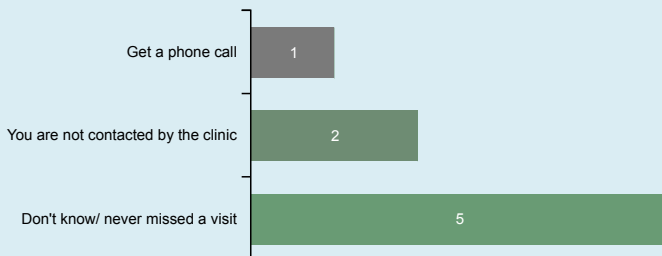 Get a phone call
1
You are not contacted by the clinic
2
Don't know/ never missed a visit
5